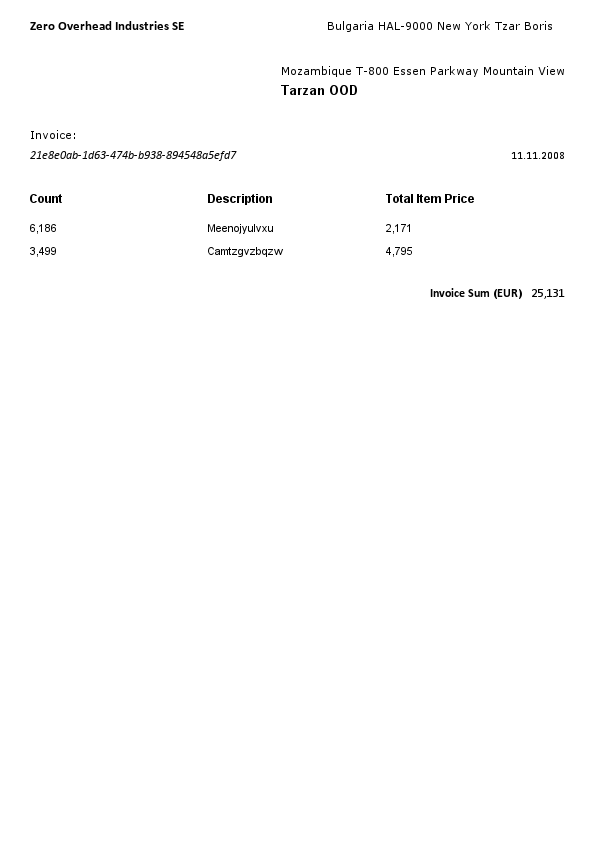 Zero Overhead Industries SE Bulgaria HAL-9000 New York Tzar Boris
Mozambique T-800 Essen Parkway Mountain View
Tarzan OOD
Invoice:
21e8e0ab-1d63-474b-b938-894548a5efd7 11.11.2008
Count Description Total Item Price
6,186 Meenojyulvxu 2,171
3,499 Camtzgvzbqzw 4,795
Invoice Sum (EUR) 25,131